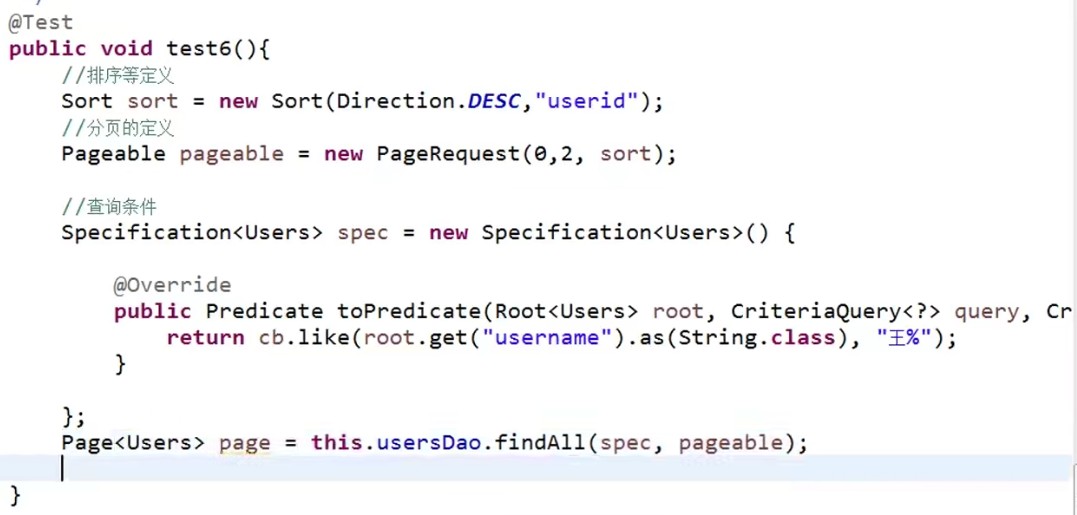 */
@Test
public void test6(){
//排序等定义
Sort sort = new Sort(Direction.DESC,"userid");
//分页的定义
Pageable pageable = new PageRequest(0,2, sort);
//查询条件
Specification<Users> spec = new Specification<Users>() {
@Override
public Predicate toPredicate(Root<Users> root, CriteriaQuery<?> query, Cr
return cb.like(root.get("username").as(String.class), "王%");
}
};
Page<Users> page = this.usersDao.findAll(spec, pageable);
}